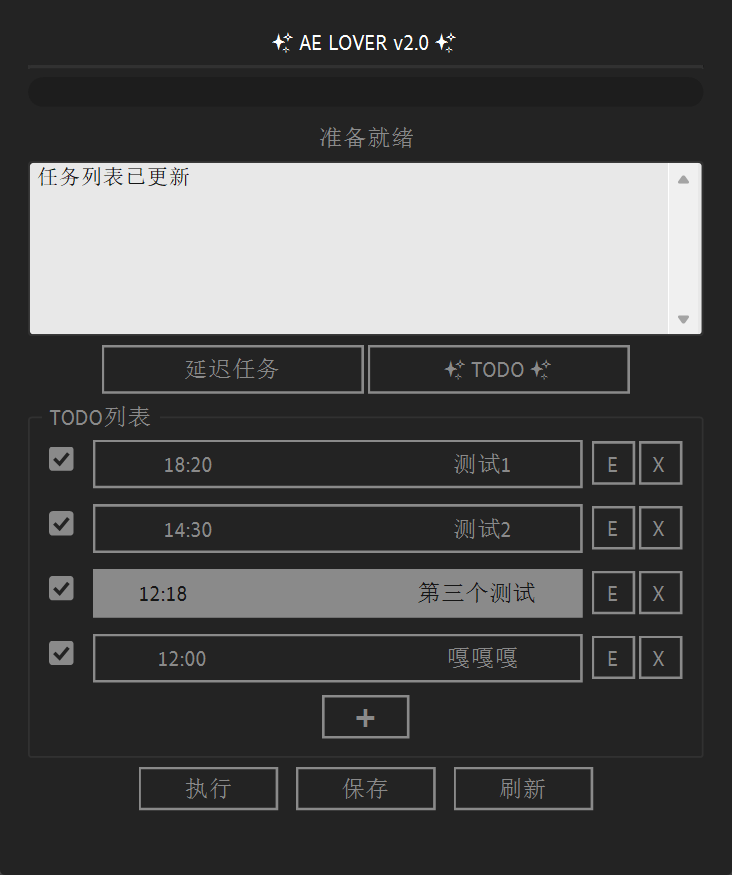 AE LOVER v2.0
准备就绪
任务列表已更新
延迟任务 TODO
TODO列表
18:20 测试1 E X
14:30 测试2 E X
12:18 第三个测试 E X
12:00 嘎嘎嘎 E X
+
执行 保存 刷新